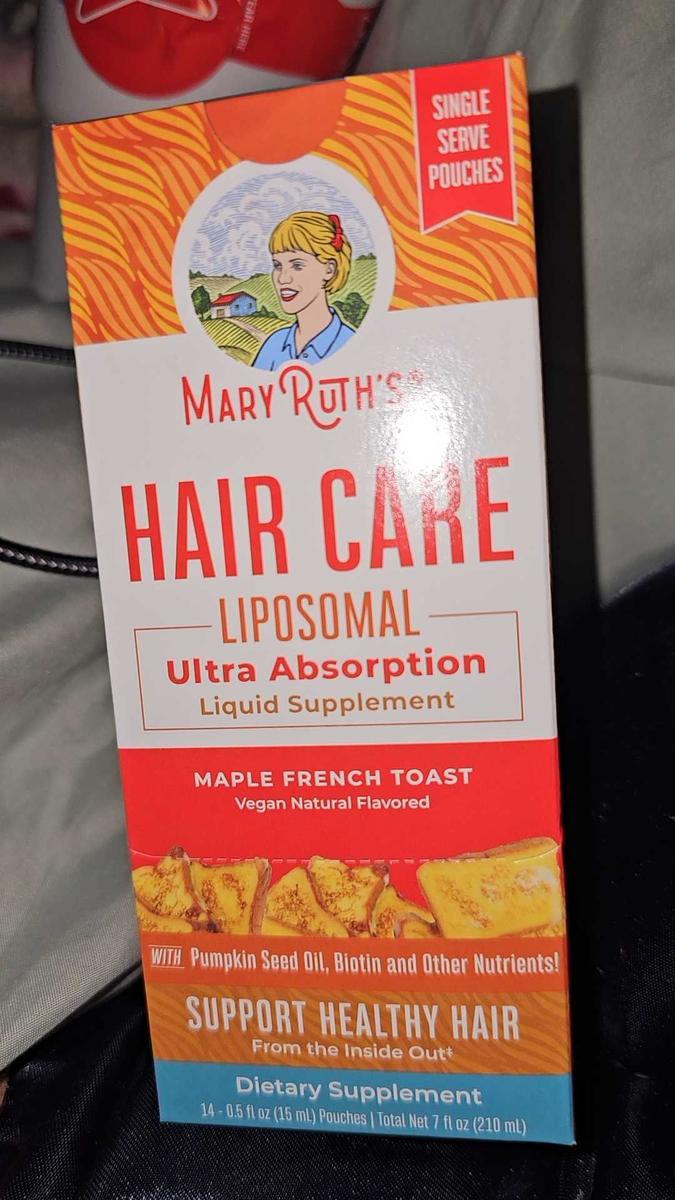 SINGLE
SERVE
POUCHES
MARY RUTH'S®
HAIR CARE
LIPOSOMAL
Ultra Absorption
Liquid Supplement
MAPLE FRENCH TOAST
Vegan Natural Flavored
WITH Pumpkin Seed Oil, Biotin and Other Nutrients!
SUPPORT HEALTHY HAIR
From the Inside Out‡
Dietary Supplement
14 - 0.5 fl oz (15 mL) Pouches | Total Net 7 fl oz (210 mL)